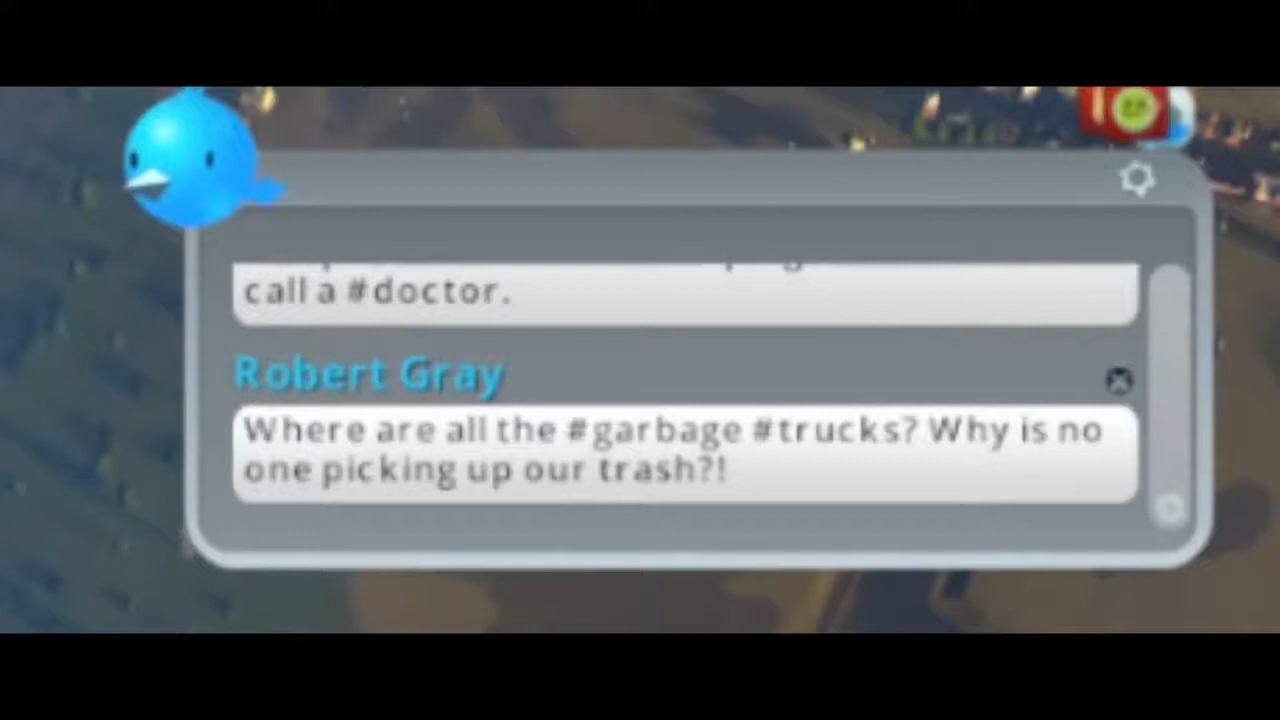 call a #doctor.
Robert Gray
Where are all the #garbage #trucks? Why is no
one picking up our trash?!